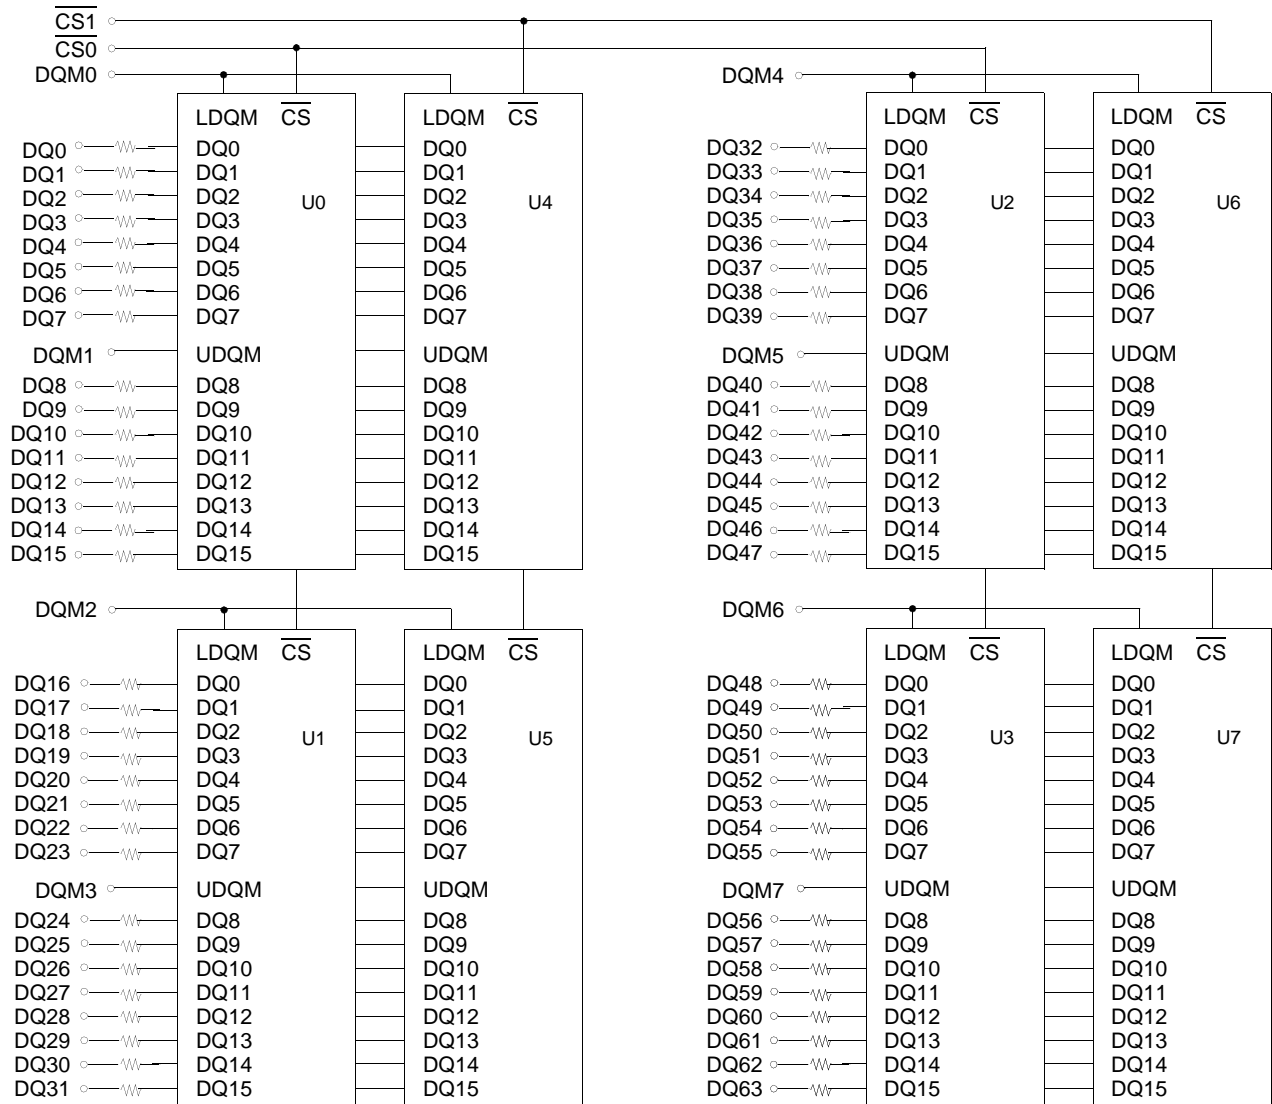 CS1
CS0
DQM0
DQM4
LDQM CS
LDQM CS
LDQM CS
LDQM CS
DQ0 DQ0 DQ0 DQ32 DQ0 DQ0
DQ1 DQ1 DQ1 DQ33 DQ1 DQ1
DQ2 DQ2 U0 DQ2 U4 DQ34 DQ2 U2 DQ2 U6
DQ3 DQ3 DQ3 DQ35 DQ3 DQ3
DQ4 DQ4 DQ4 DQ36 DQ4 DQ4
DQ5 DQ5 DQ5 DQ37 DQ5 DQ5
DQ6 DQ6 DQ6 DQ38 DQ6 DQ6
DQ7 DQ7 DQ7 DQ39 DQ7 DQ7
DQM1 UDQM UDQM DQM5 UDQM UDQM
DQ8 DQ8 DQ8 DQ40 DQ8 DQ8
DQ9 DQ9 DQ9 DQ41 DQ9 DQ9
DQ10 DQ10 DQ10 DQ42 DQ10 DQ10
DQ11 DQ11 DQ11 DQ43 DQ11 DQ11
DQ12 DQ12 DQ12 DQ44 DQ12 DQ12
DQ13 DQ13 DQ13 DQ45 DQ13 DQ13
DQ14 DQ14 DQ14 DQ46 DQ14 DQ14
DQ15 DQ15 DQ15 DQ47 DQ15 DQ15
DQM2 DQM6
LDQM CS LDQM CS LDQM CS LDQM CS
DQ16 DQ0 DQ0 DQ48 DQ0 DQ0
DQ17 DQ1 DQ1 DQ49 DQ1 DQ1
DQ18 DQ2 U1 DQ2 U5 DQ50 DQ2 U3 DQ2 U7
DQ19 DQ3 DQ3 DQ51 DQ3 DQ3
DQ20 DQ4 DQ4 DQ52 DQ4 DQ4
DQ21 DQ5 DQ5 DQ53 DQ5 DQ5
DQ22 DQ6 DQ6 DQ54 DQ6 DQ6
DQ23 DQ7 DQ7 DQ55 DQ7 DQ7
DQM3 UDQM UDQM DQM7 UDQM UDQM
DQ24 DQ8 DQ8 DQ56 DQ8 DQ8
DQ25 DQ9 DQ9 DQ57 DQ9 DQ9
DQ26 DQ10 DQ10 DQ58 DQ10 DQ10
DQ27 DQ11 DQ11 DQ59 DQ11 DQ11
DQ28 DQ12 DQ12 DQ60 DQ12 DQ12
DQ29 DQ13 DQ13 DQ61 DQ13 DQ13
DQ30 DQ14 DQ14 DQ62 DQ14 DQ14
DQ31 DQ15 DQ15 DQ63 DQ15 DQ15